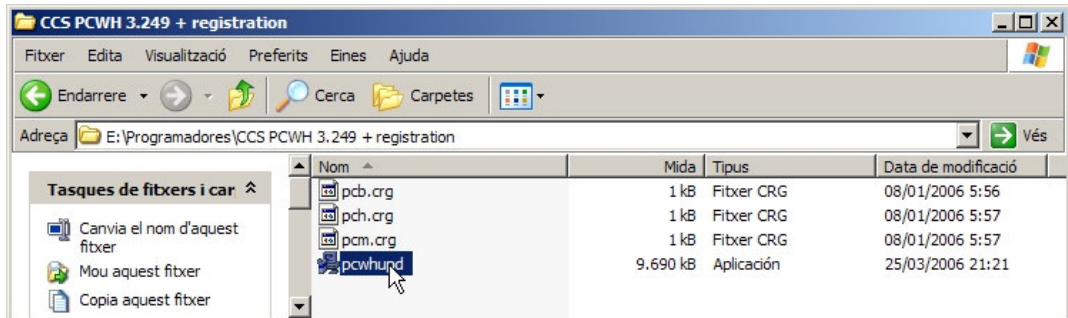 CCS PCWH 3.249 + registration
Fitxer Edita Visualització Preferits Eines Ajuda
Endarrere Cerca Carpetes
Adreça E:\Programadores\CCS PCWH 3.249 + registration Vés
Nom Mida Tipus Data de modificació
Tasques de fitxers i car
pcb.crg 1 kB Fitxer CRG 08/01/2006 5:56
pch.crg 1 kB Fitxer CRG 08/01/2006 5:57
pcm.crg 1 kB Fitxer CRG 08/01/2006 5:57
pcwhupd 9.690 kB Aplicación 25/03/2006 21:21
Canvia el nom d'aquest
fitxer
Mou aquest fitxer
Copia aquest fitxer